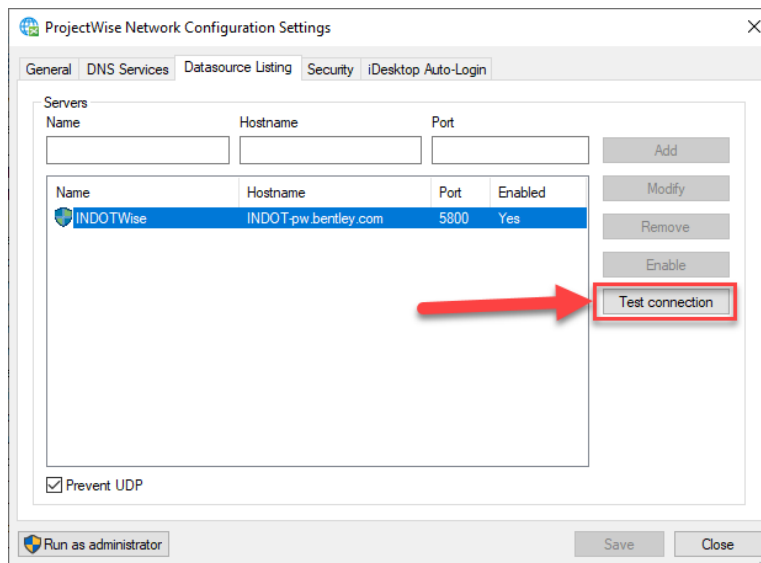 ProjectWise Network Configuration Settings
General DNS Services Datasource Listing Security iDesktop Auto-Login
Servers
Name Hostname Port
Add
Name Hostname Port Enabled
Modify
INDOTWise INDOT-pw.bentley.com 5800 Yes
Remove
Enable
Test connection
Prevent UDP
Run as administrator Save Close